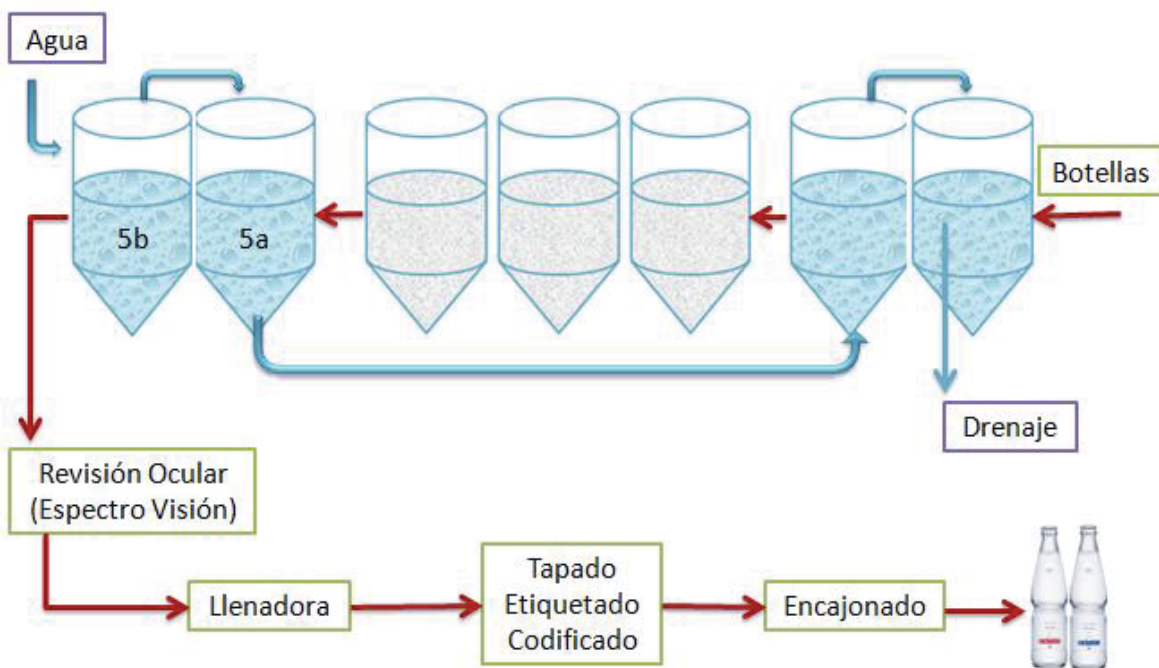 Agua
Botellas
5b
5a
Drenaje
Revisión Ocular
(Espectro Visión)
Llenadora
Tapado
Etiquetado
Codificado
Encajonado